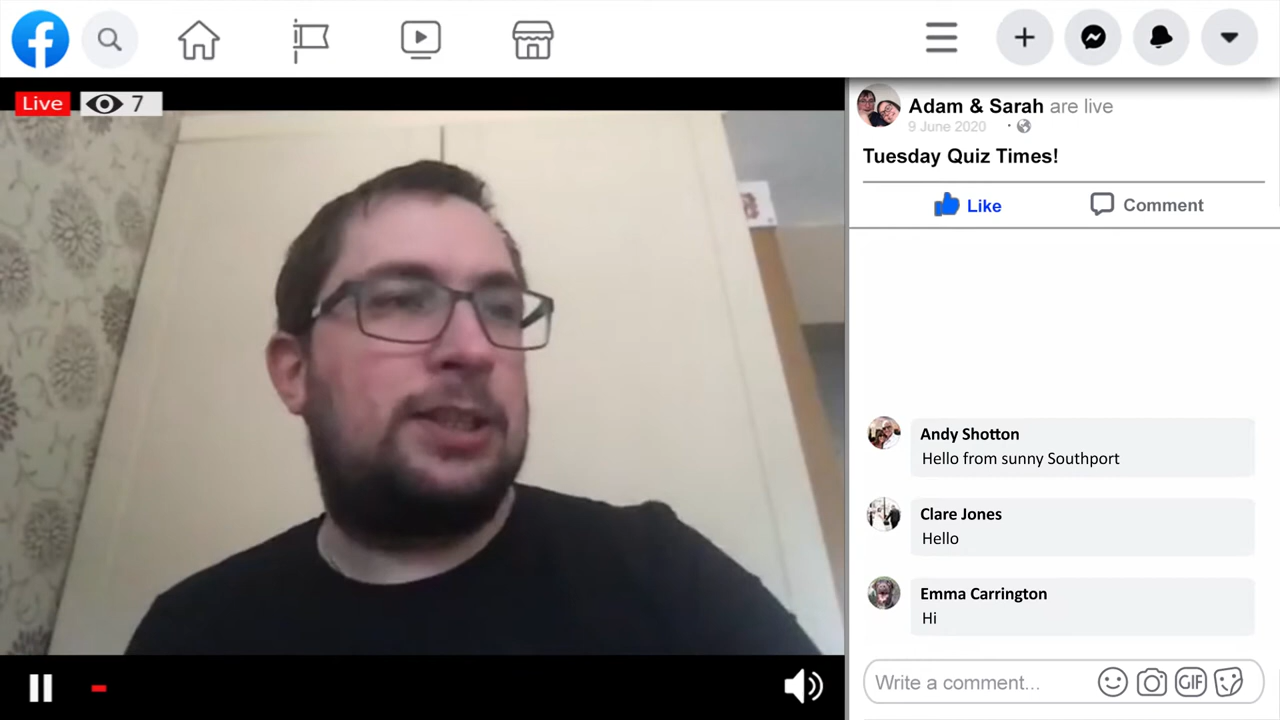 Live 7
Adam & Sarah are live
9 June 2020
Tuesday Quiz Times!
Like Comment
Andy Shotton
Hello from sunny Southport
Clare Jones
Hello
Emma Carrington
Hi
Write a comment... GIF